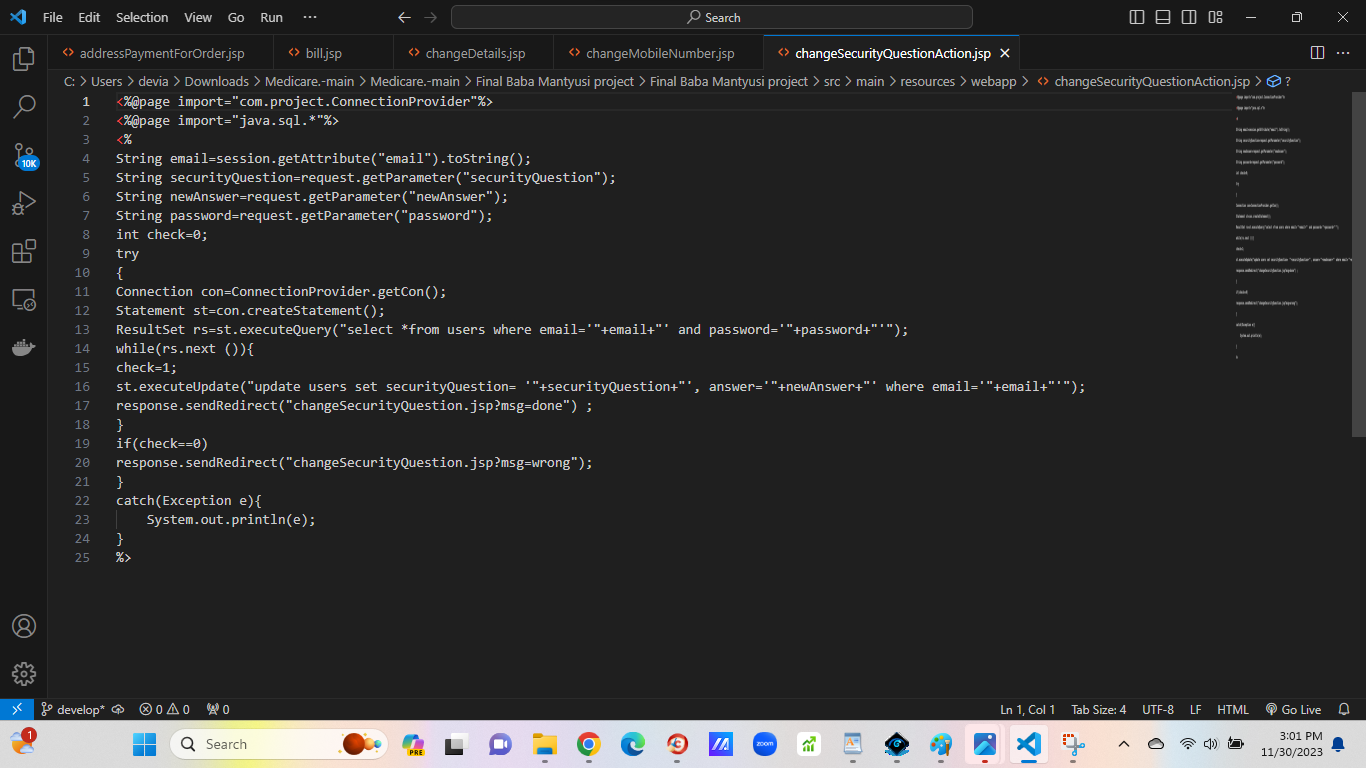 File Edit Selection View Go Run ··· Search
addressPaymentForOrder.jsp bill.jsp changeDetails.jsp changeMobileNumber.jsp changeSecurityQuestionAction.jsp
C: > Users > devia > Downloads > Medicare.-main > Medicare.-main > Final Baba Mantyusi project > Final Baba Mantyusi project > src > main > resources > webapp > changeSecurityQuestionAction.jsp > ?
1 <%@page import="com.project.ConnectionProvider"%>
2 <%@page import="java.sql.*"%>
3 <%
4 String email=session.getAttribute("email").toString();
5 String securityQuestion=request.getParameter("securityQuestion");
6 String newAnswer=request.getParameter("newAnswer");
7 String password=request.getParameter("password");
8 int check=0;
9 try
10 {
11 Connection con=ConnectionProvider.getCon();
12 Statement st=con.createStatement();
13 ResultSet rs=st.executeQuery("select *from users where email='"+email+"' and password='"+password+"'");
14 while(rs.next ()){
15 check=1;
16 st.executeUpdate("update users set securityQuestion= '"+securityQuestion+"', answer='"+newAnswer+"' where email='"+email+"'");
17 response.sendRedirect("changeSecurityQuestion.jsp?msg=done") ;
18 }
19 if(check==0)
20 response.sendRedirect("changeSecurityQuestion.jsp?msg=wrong");
21 }
22 catch(Exception e){
23 System.out.println(e);
24 }
25 %>
10K
develop* 0 0 0 Ln 1, Col 1 Tab Size: 4 UTF-8 LF HTML Go Live
1 Search PRE zoom 3:01 PM
11/30/2023